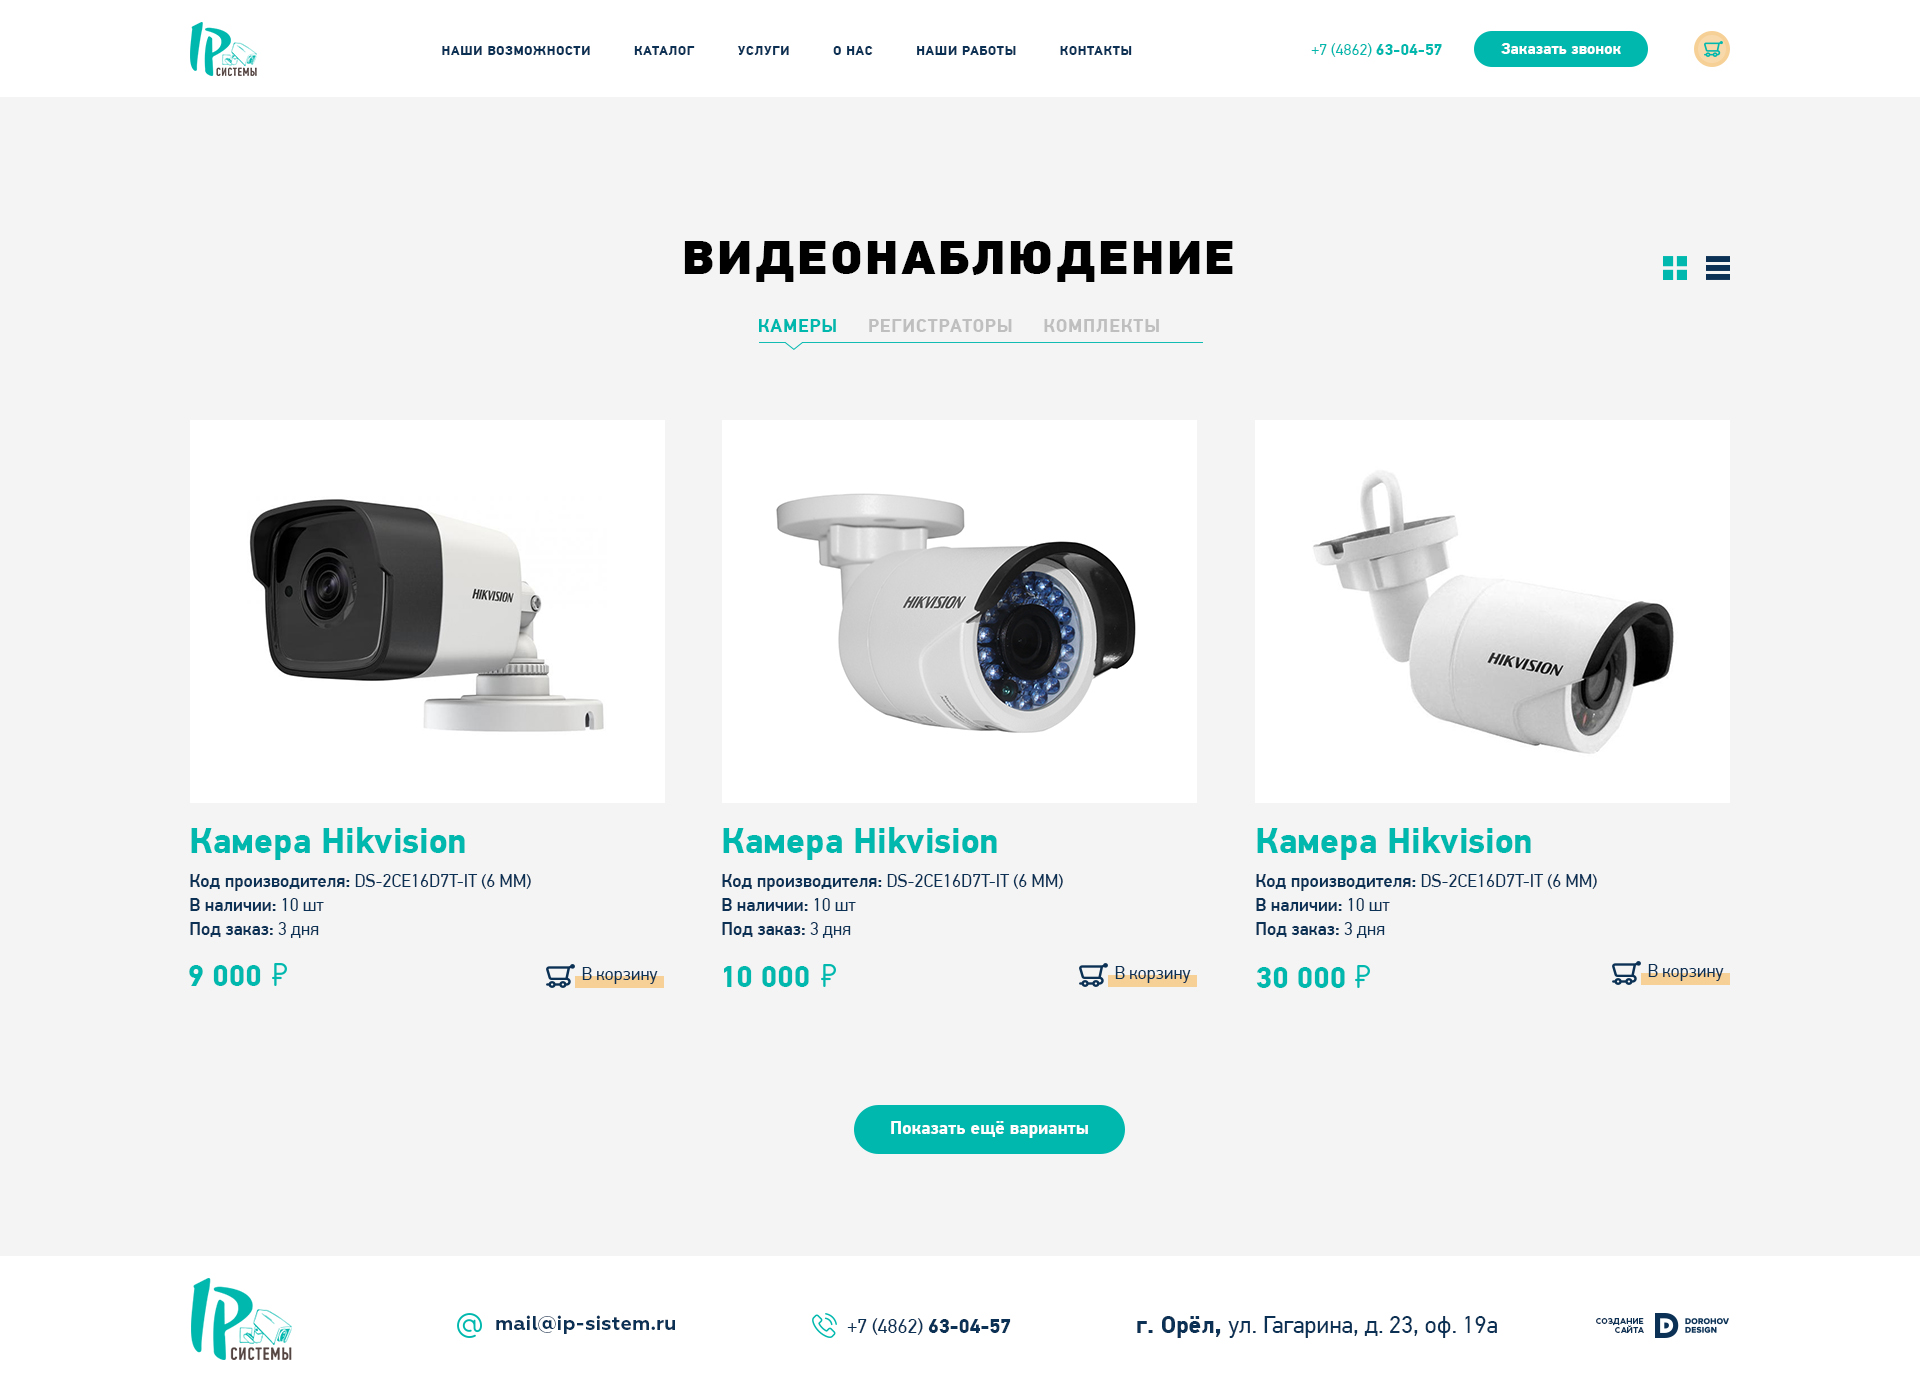 IP
СИСТЕМЫ
НАШИ ВОЗМОЖНОСТИ
КАТАЛОГ
УСЛУГИ
О НАС
НАШИ РАБОТЫ
КОНТАКТЫ
+7 (4862) 63-04-57
Заказать звонок
ВИДЕОНАБЛЮДЕНИЕ
КАМЕРЫ
РЕГИСТРАТОРЫ
КОМПЛЕКТЫ
HIKVISION
HIKVISION
HIKVISION
Камера Hikvision
Код производителя: DS-2CE16D7T-IT (6 ММ)
В наличии: 10 шт
Под заказ: 3 дня
9 000 ₽
В корзину
Камера Hikvision
Код производителя: DS-2CE16D7T-IT (6 ММ)
В наличии: 10 шт
Под заказ: 3 дня
10 000 ₽
В корзину
Камера Hikvision
Код производителя: DS-2CE16D7T-IT (6 ММ)
В наличии: 10 шт
Под заказ: 3 дня
30 000 ₽
В корзину
Показать ещё варианты
IP
СИСТЕМЫ
mail@ip-sistem.ru
+7 (4862) 63-04-57
г. Орёл, ул. Гагарина, д. 23, оф. 19а
СОЗДАНИЕ
САЙТА
D
DOROHOV
DESIGN